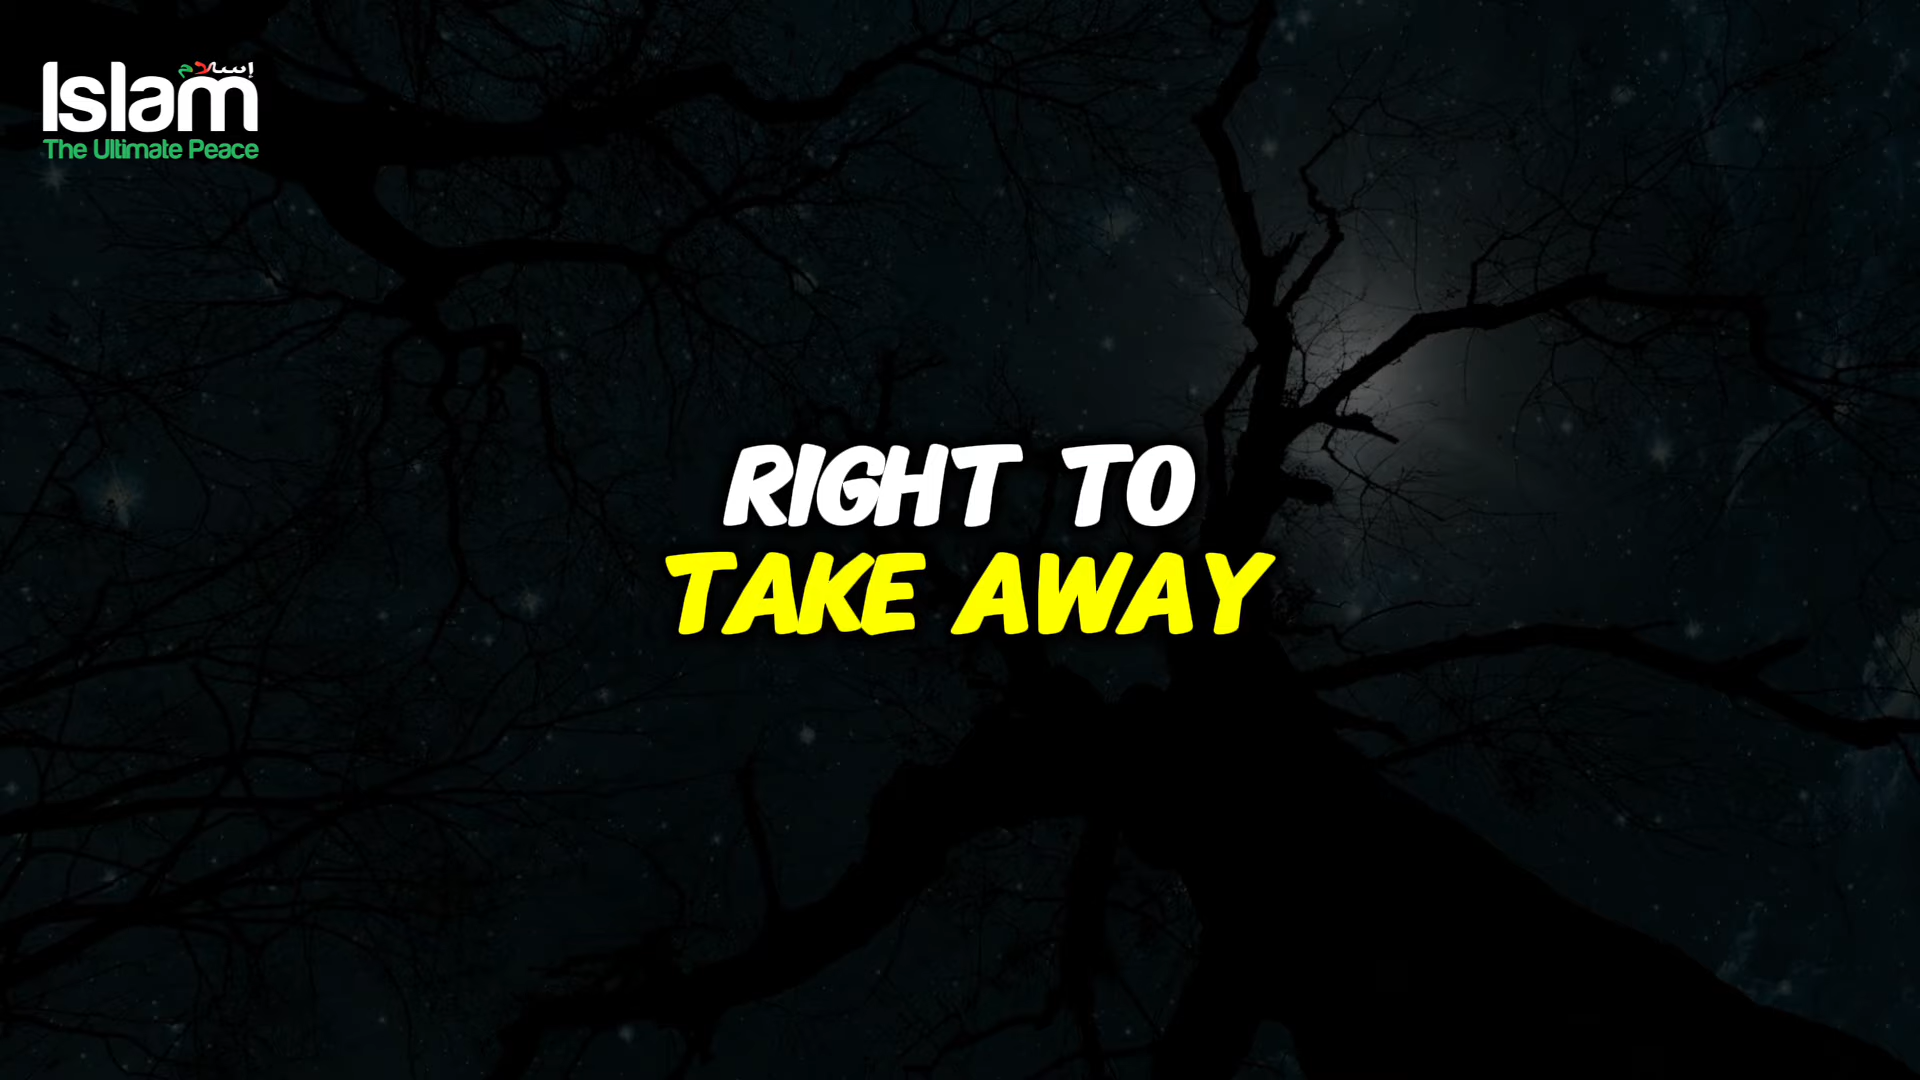 إسلام
Islam
The Ultimate Peace
RIGHT TO
TAKE AWAY